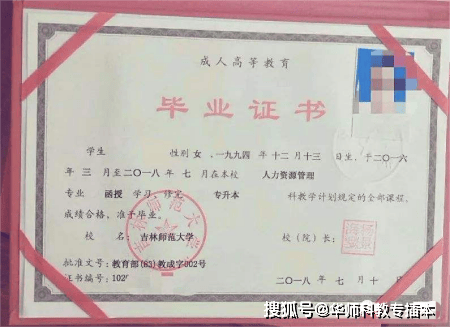 成人高等教育
毕业证书
学生 性别 女 , 一九九四 年 十二 月 十三 日生, 于 二〇一六
年 三 月至 二〇一八 年 七 月在本校 人力资源管理
专业 函授 学习, 修完 专升本 科教学计划规定的全部课程,
成绩合格, 准予毕业。
校 名: 吉林师范大学 校(院)长:
批准文号: 教育部(83)教成字002号
证书编号: 102
二〇一八 年 七 月 十 日
搜狐号@华师科教专插本